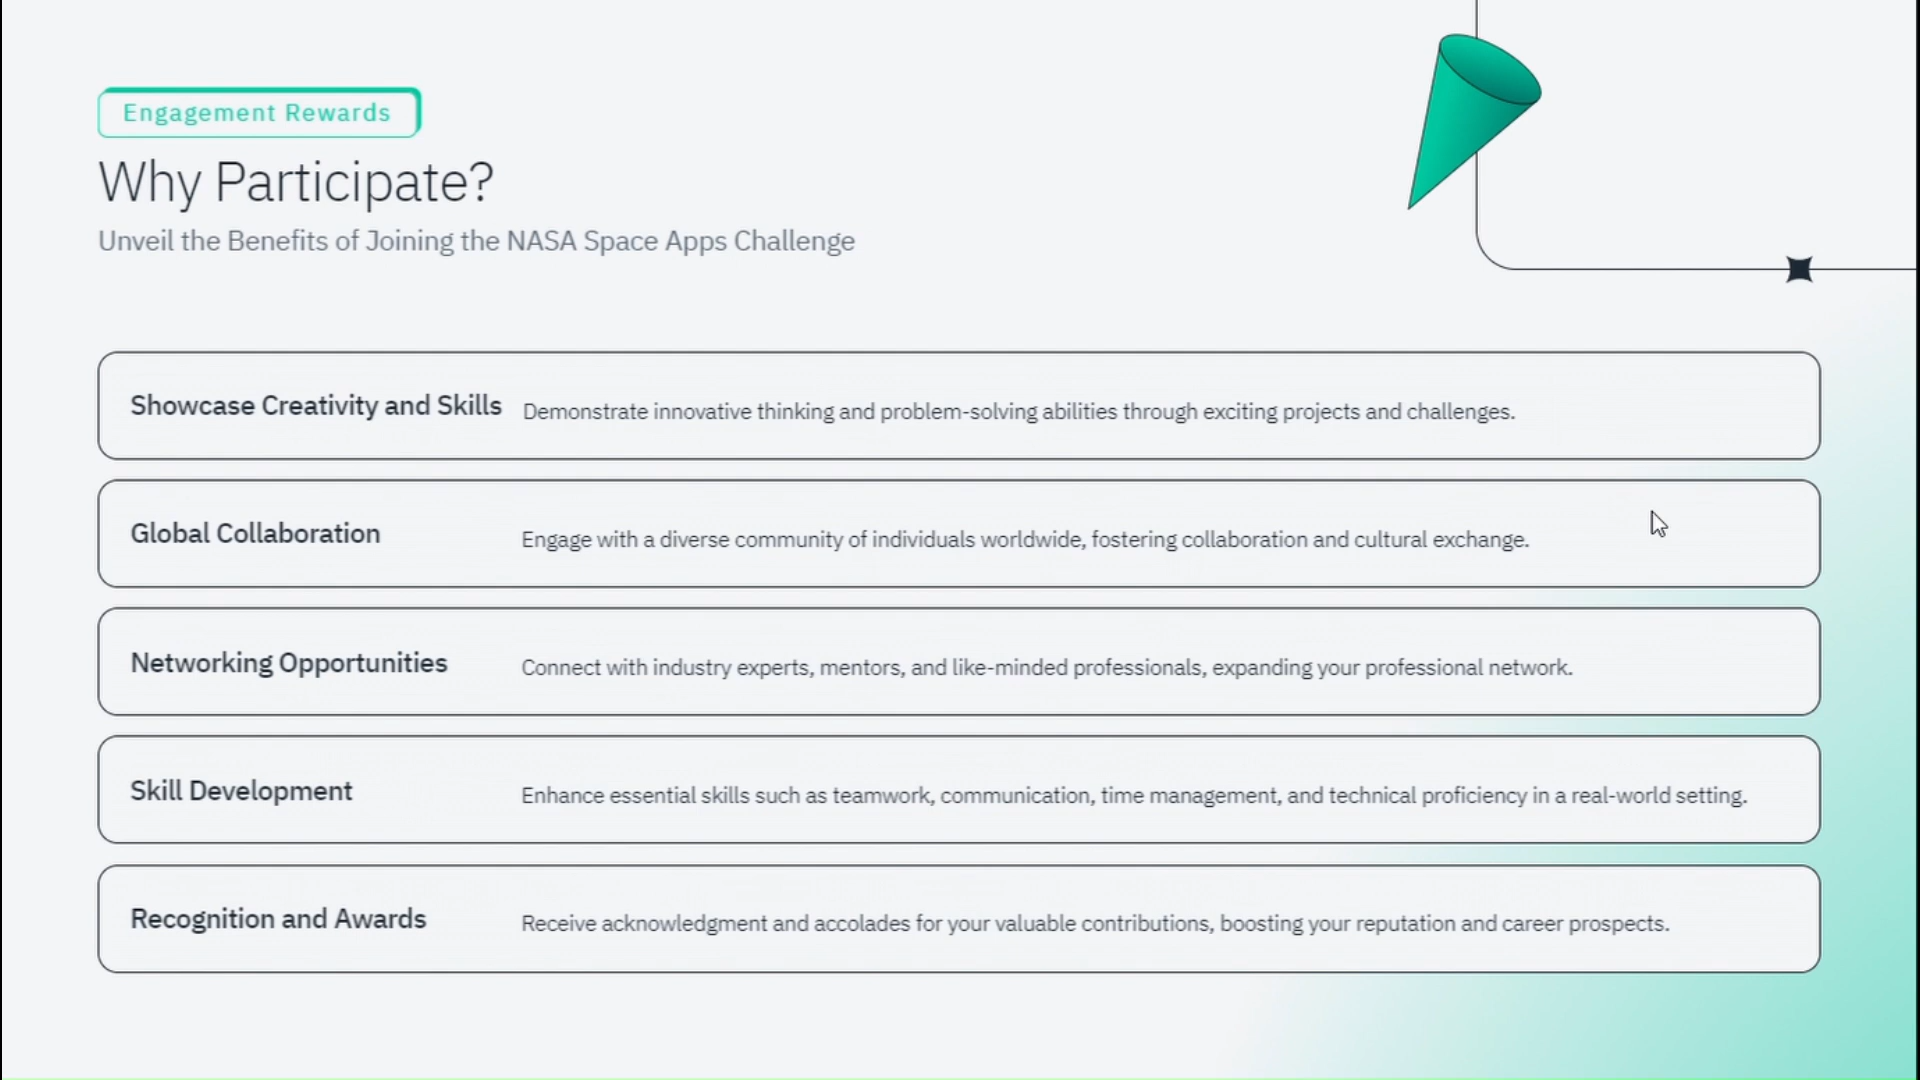 Engagement Rewards
Why Participate?
Unveil the Benefits of Joining the NASA Space Apps Challenge
Showcase Creativity and Skills Demonstrate innovative thinking and problem-solving abilities through exciting projects and challenges.
Global Collaboration Engage with a diverse community of individuals worldwide, fostering collaboration and cultural exchange.
Networking Opportunities Connect with industry experts, mentors, and like-minded professionals, expanding your professional network.
Skill Development Enhance essential skills such as teamwork, communication, time management, and technical proficiency in a real-world setting.
Recognition and Awards Receive acknowledgment and accolades for your valuable contributions, boosting your reputation and career prospects.